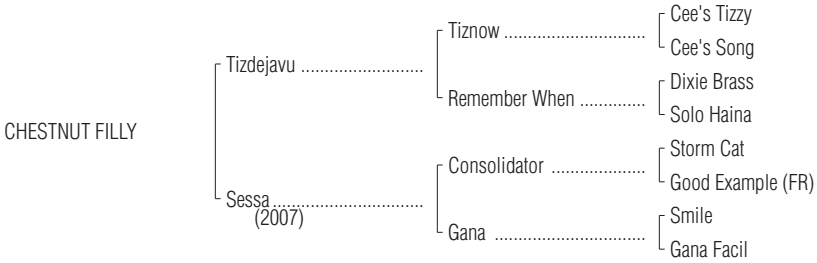 Cee's Tizzy
Tiznow ..............................
Cee's Song
Tizdejavu ..........................
Dixie Brass
Remember When ..............
Solo Haina
CHESTNUT FILLY
Storm Cat
Consolidator ....................
Good Example (FR)
Sessa ................................
(2007)
Smile
Gana ................................
Gana Facil